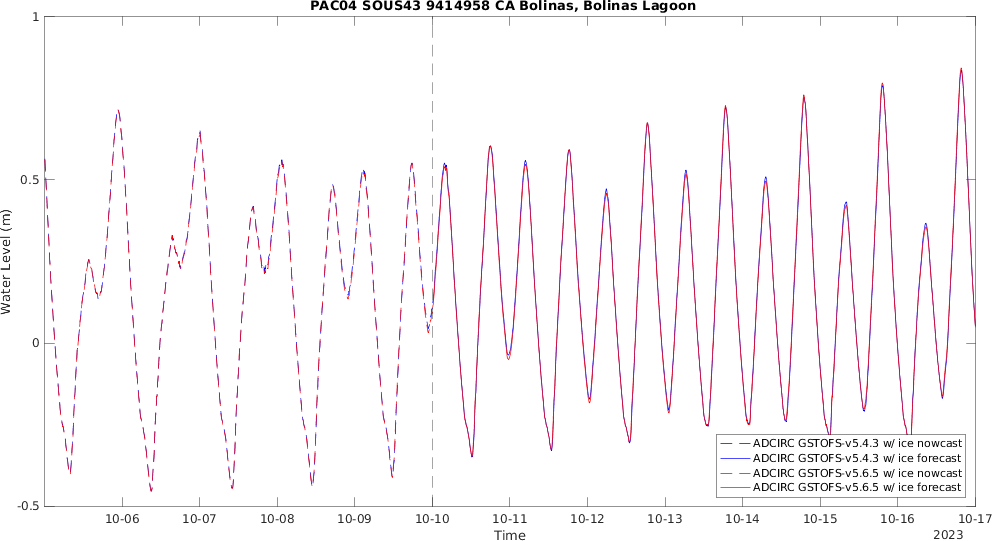 PAC04 SOUS43 9414958 CA Bolinas, Bolinas Lagoon
1
0.5
0
-0.5
Water Level (m)
10-06 10-07 10-08 10-09 10-10 10-11 10-12 10-13 10-14 10-15 10-16 10-17
Time
2023
ADCIRC GSTOFS-v5.4.3 w/ ice nowcast
ADCIRC GSTOFS-v5.4.3 w/ ice forecast
ADCIRC GSTOFS-v5.6.5 w/ ice nowcast
ADCIRC GSTOFS-v5.6.5 w/ ice forecast